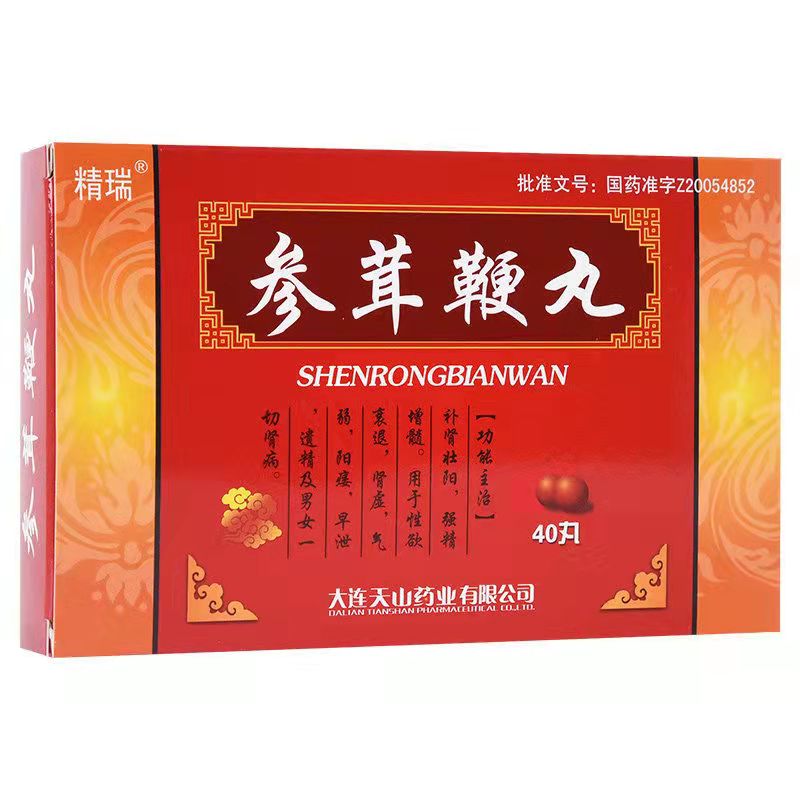 精瑞®
批准文号：国药准字Z20054852
参茸鞭丸
SHENRONGBIANWAN
【功能主治】
补肾壮阳，强精
增髓。用于性欲
衰退，肾虚，气
弱，阳痿，早泄
，遗精及男女一
切肾病。
40丸
大连天山药业有限公司
DALIAN TIANSHAN PHARMACEUTICAL CO.,LTD.
参茸鞭丸